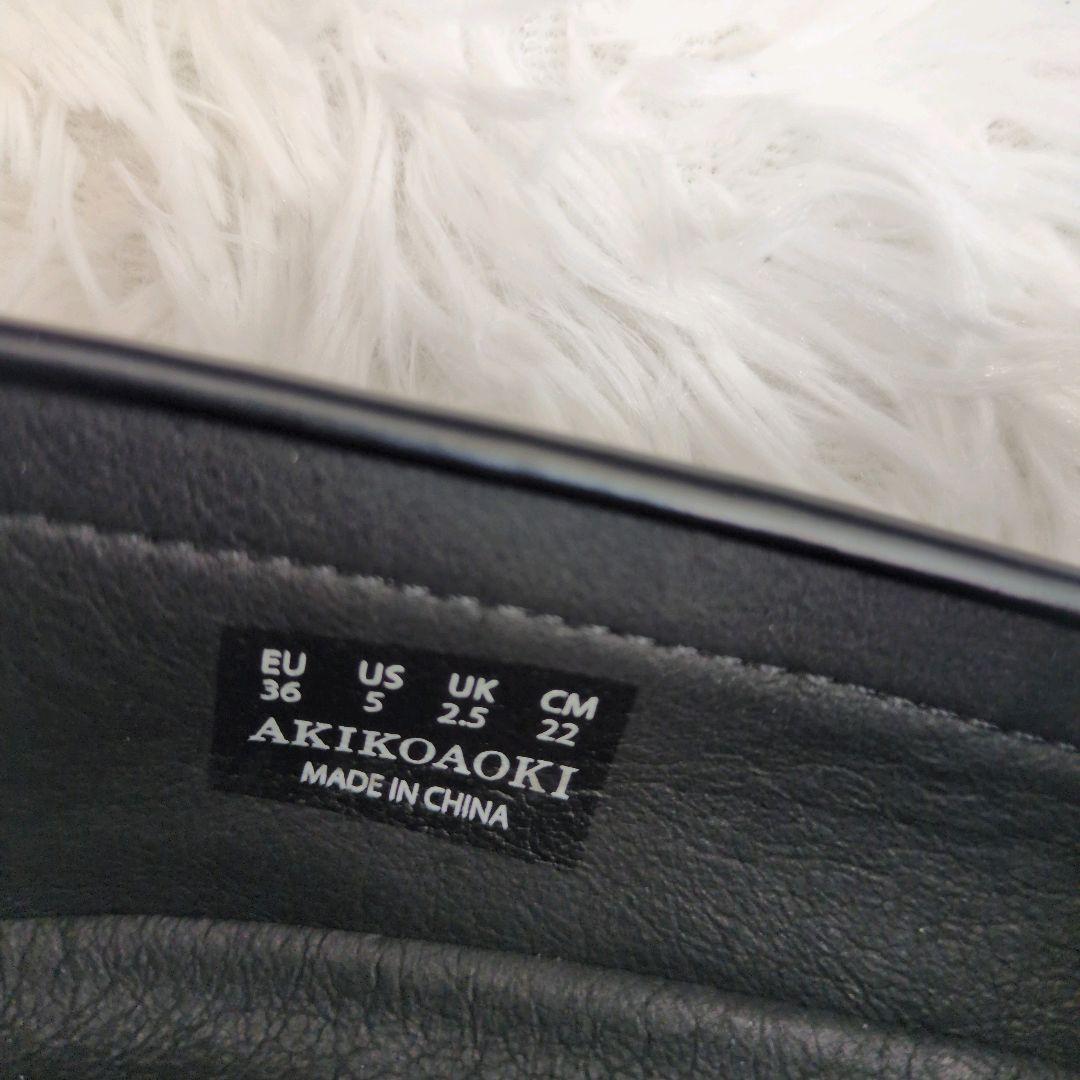 EU US UK CM
36 5 2.5 22
AKIKOAOKI
MADE IN CHINA